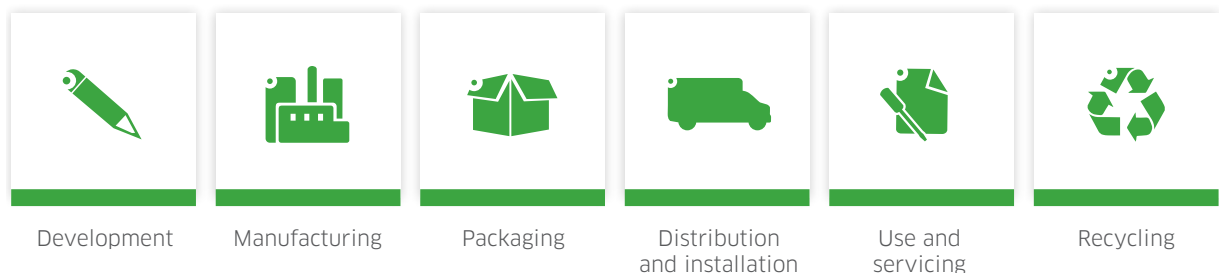 Development
Manufacturing
Packaging
Distribution
and installation
Use and
servicing
Recycling